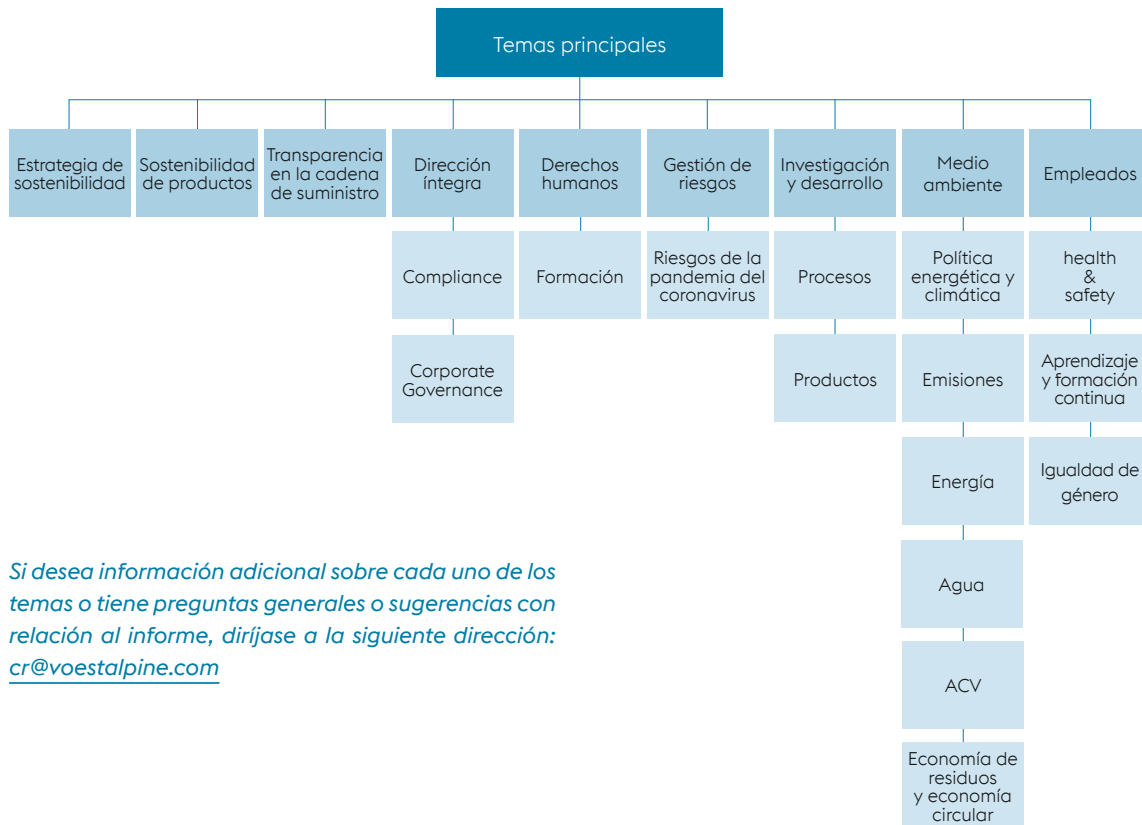 Temas principales
Estrategia de
sostenibilidad
Sostenibilidad
de productos
Transparencia
en la cadena
de suministro
Dirección
íntegra
Derechos
humanos
Gestión de
riesgos
Investigación
y desarrollo
Medio
ambiente
Empleados
Compliance
Formación
Riesgos de la
pandemia del
coronavirus
Procesos
Política
energética y
climática
health
&
safety
Corporate
Governance
Productos
Emisiones
Aprendizaje
y formación
continua
Energía
Igualdad de
género
Agua
ACV
Economía de
residuos
y economía
circular
Si desea información adicional sobre cada uno de los
temas o tiene preguntas generales o sugerencias con
relación al informe, diríjase a la siguiente dirección:
cr@voestalpine.com